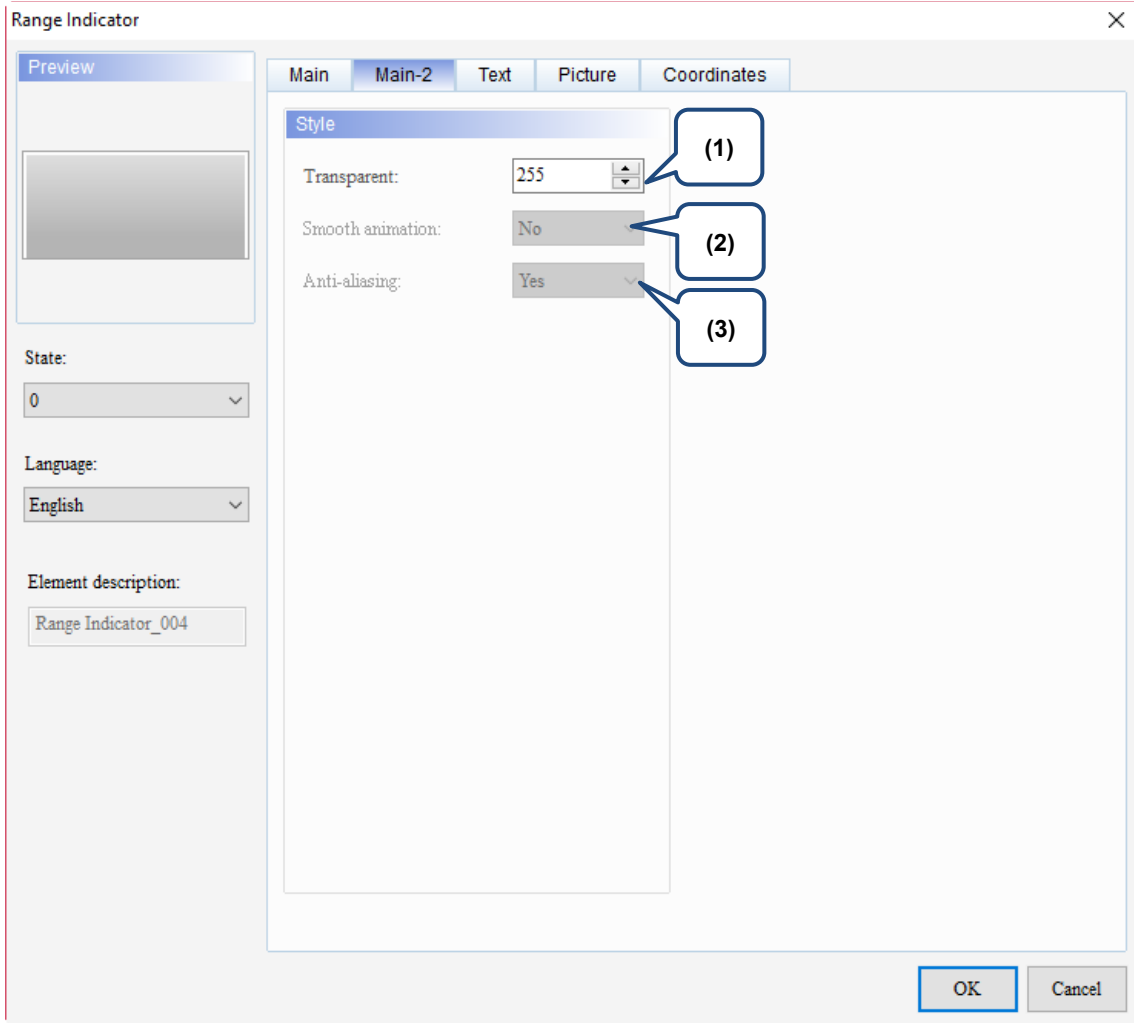 Range Indicator
Preview
Main Main-2 Text Picture Coordinates
Style
Transparent: 255
(1)
Smooth animation: No
(2)
Anti-aliasing: Yes
(3)
State:
0
Language:
English
Element description:
Range Indicator_004
OK Cancel